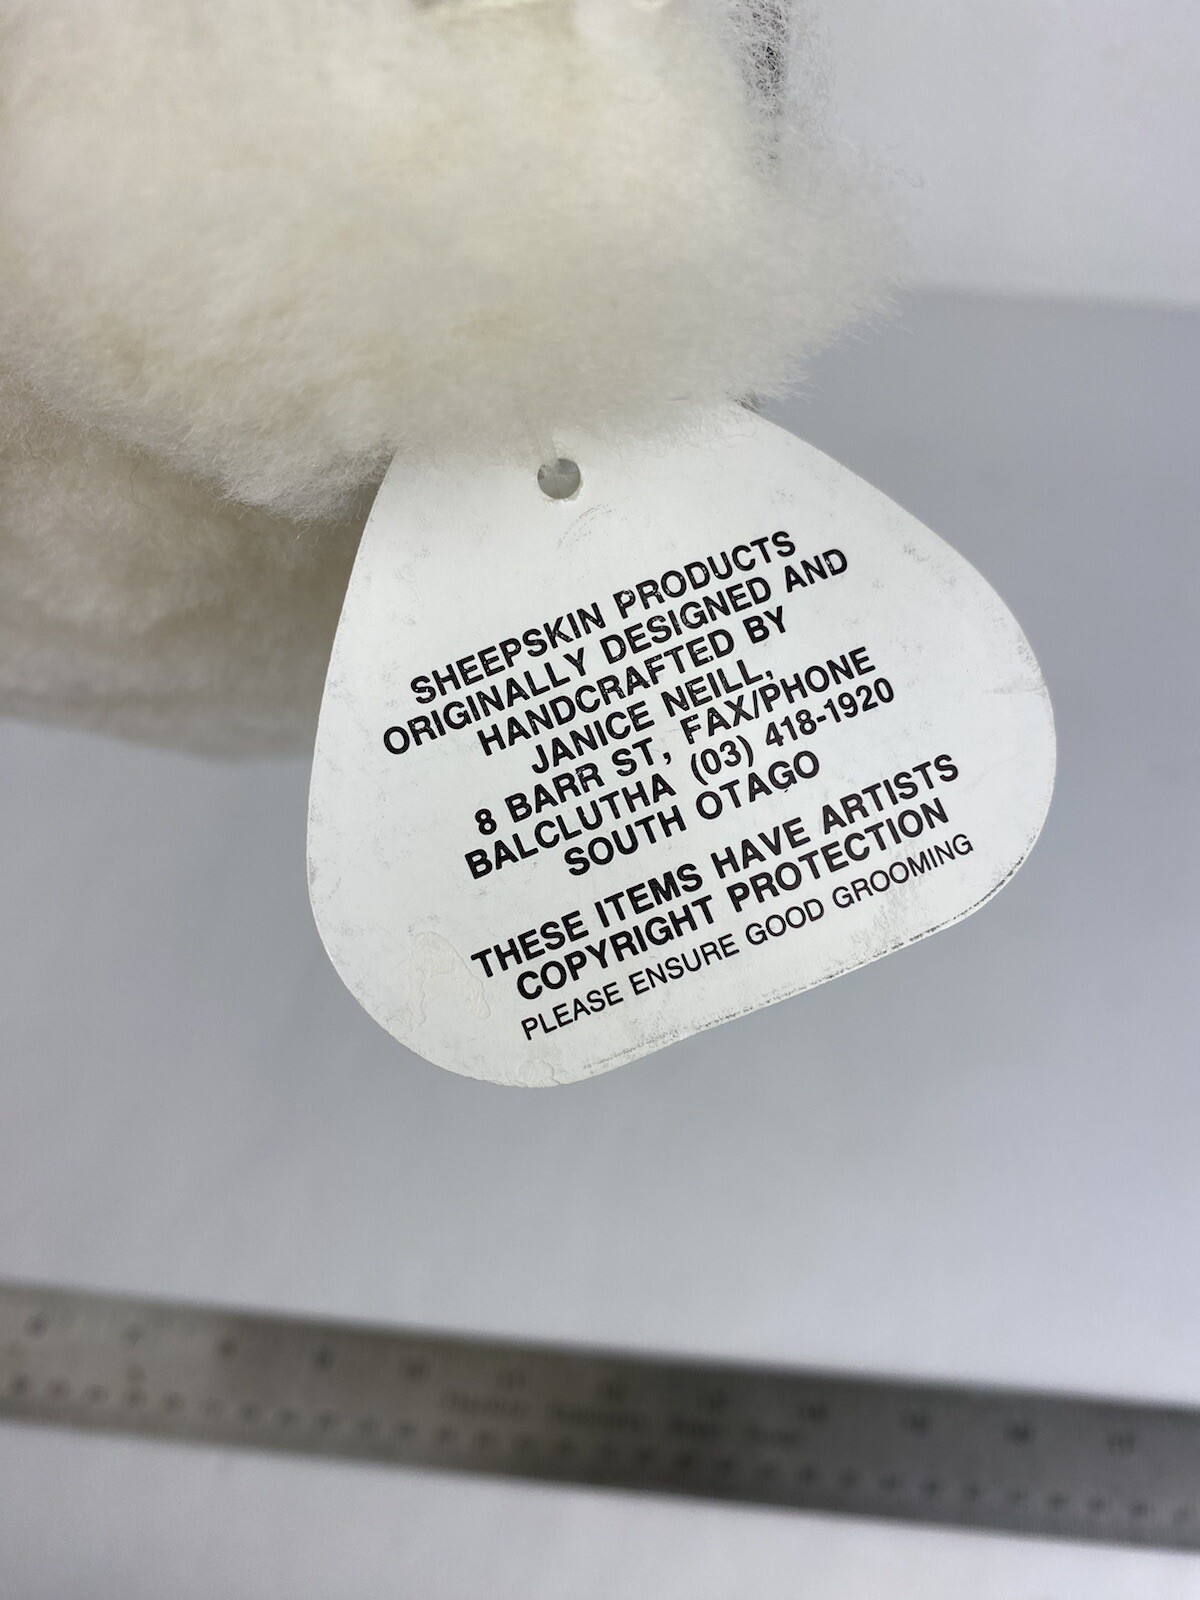 SHEEPSKIN PRODUCTS
ORIGINALLY DESIGNED AND
HANDCRAFTED BY
JANICE NEILL,
8 BARR ST, FAX/PHONE
BALCLUTHA (03) 418-1920
SOUTH OTAGO
THESE ITEMS HAVE ARTISTS
COPYRIGHT PROTECTION
PLEASE ENSURE GOOD GROOMING